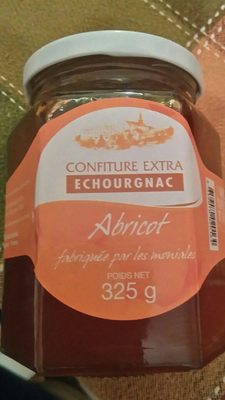 CONFITURE EXTRA
ECHOURGNAC
Abricot
fabriquée par les moniales
POIDS NET
325 g